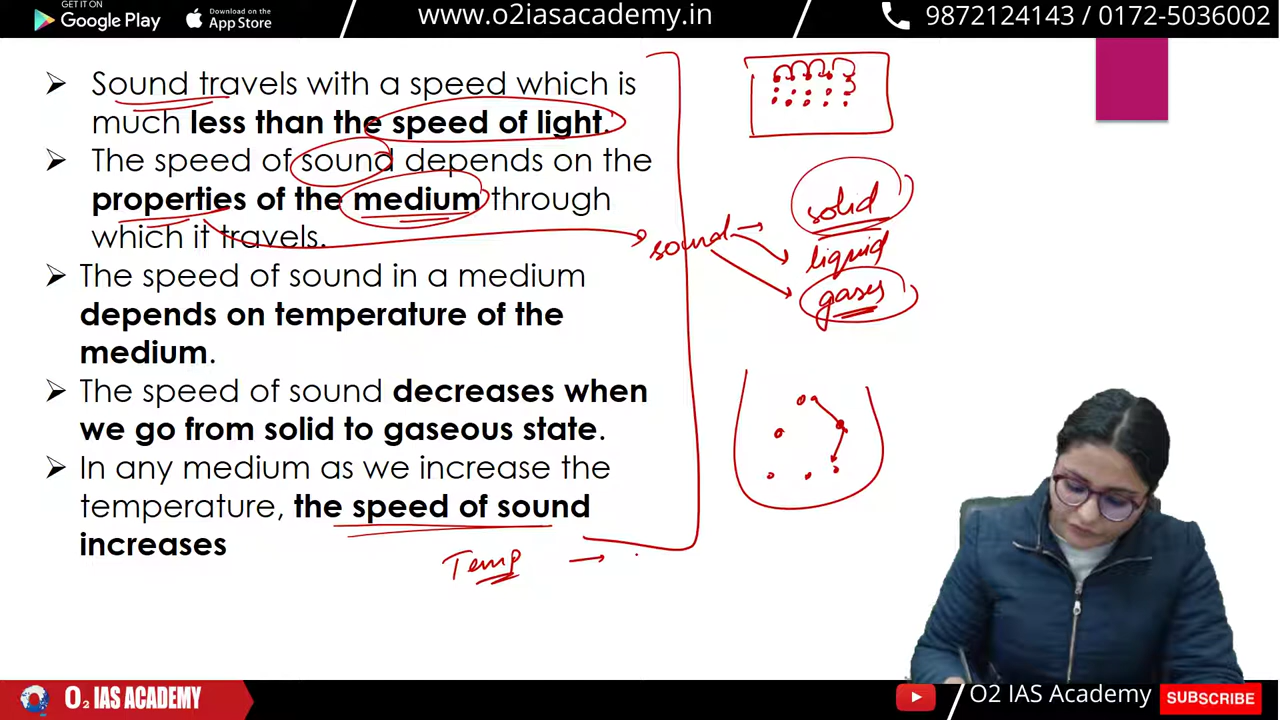 GET IT ON
Google Play
Download on the
App Store
www.o2iasacademy.in
9872124143 / 0172-5036002
➢ Sound travels with a speed which is
much less than the speed of light.
➢ The speed of sound depends on the
properties of the medium through
which it travels.
➢ The speed of sound in a medium
depends on temperature of the
medium.
➢ The speed of sound decreases when
we go from solid to gaseous state.
➢ In any medium as we increase the
temperature, the speed of sound
increases
sound
solid
liquid
gases
Temp →
O2 IAS ACADEMY
O2 IAS Academy
SUBSCRIBE